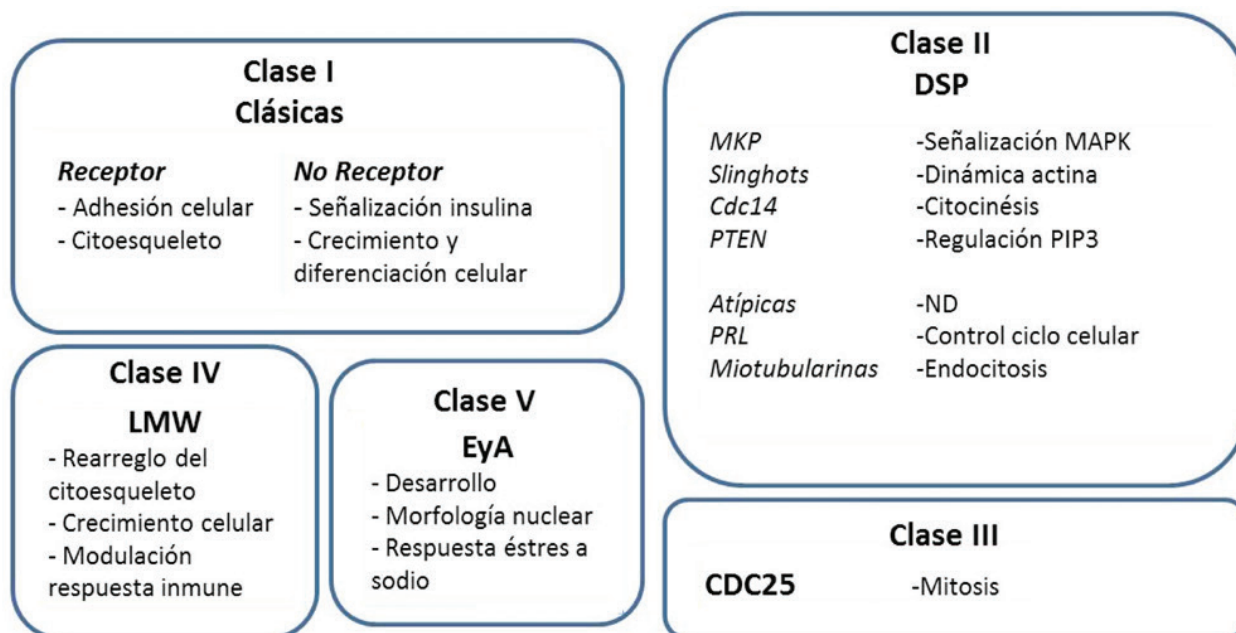 Clase I
Clásicas
Receptor
- Adhesión celular
- Citoesqueleto
No Receptor
- Señalización insulina
- Crecimiento y
diferenciación celular
Clase II
DSP
MKP -Señalización MAPK
Slinghots -Dinámica actina
Cdc14 -Citocinésis
PTEN -Regulación PIP3
Atípicas -ND
PRL -Control ciclo celular
Miotubularinas -Endocitosis
Clase IV
LMW
- Rearreglo del
citoesqueleto
- Crecimiento celular
- Modulación
respuesta inmune
Clase V
EyA
- Desarrollo
- Morfología nuclear
- Respuesta éstres a
sodio
Clase III
CDC25 -Mitosis